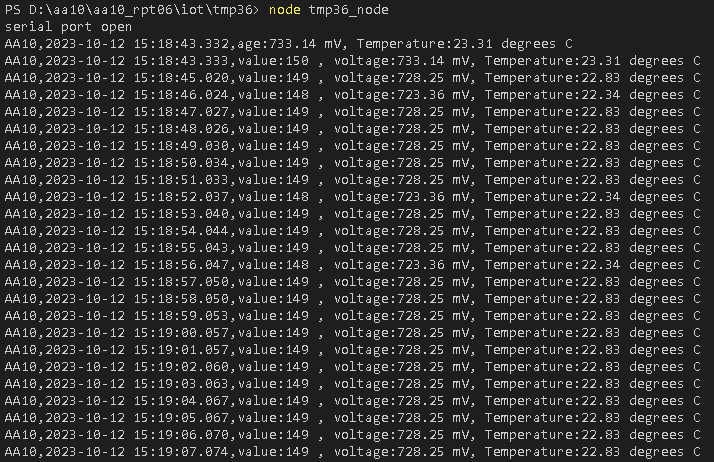 PS D:\aa10\aa10_rpt06\iot\tmp36> node tmp36_node
serial port open
AA10,2023-10-12 15:18:43.332,age:733.14 mV, Temperature:23.31 degrees C
AA10,2023-10-12 15:18:43.333,value:150 , voltage:733.14 mV, Temperature:23.31 degrees C
AA10,2023-10-12 15:18:45.020,value:149 , voltage:728.25 mV, Temperature:22.83 degrees C
AA10,2023-10-12 15:18:46.024,value:148 , voltage:723.36 mV, Temperature:22.34 degrees C
AA10,2023-10-12 15:18:47.027,value:149 , voltage:728.25 mV, Temperature:22.83 degrees C
AA10,2023-10-12 15:18:48.026,value:149 , voltage:728.25 mV, Temperature:22.83 degrees C
AA10,2023-10-12 15:18:49.030,value:149 , voltage:728.25 mV, Temperature:22.83 degrees C
AA10,2023-10-12 15:18:50.034,value:149 , voltage:728.25 mV, Temperature:22.83 degrees C
AA10,2023-10-12 15:18:51.033,value:149 , voltage:728.25 mV, Temperature:22.83 degrees C
AA10,2023-10-12 15:18:52.037,value:148 , voltage:723.36 mV, Temperature:22.34 degrees C
AA10,2023-10-12 15:18:53.040,value:149 , voltage:728.25 mV, Temperature:22.83 degrees C
AA10,2023-10-12 15:18:54.044,value:149 , voltage:728.25 mV, Temperature:22.83 degrees C
AA10,2023-10-12 15:18:55.043,value:149 , voltage:728.25 mV, Temperature:22.83 degrees C
AA10,2023-10-12 15:18:56.047,value:148 , voltage:723.36 mV, Temperature:22.34 degrees C
AA10,2023-10-12 15:18:57.050,value:149 , voltage:728.25 mV, Temperature:22.83 degrees C
AA10,2023-10-12 15:18:58.050,value:149 , voltage:728.25 mV, Temperature:22.83 degrees C
AA10,2023-10-12 15:18:59.053,value:149 , voltage:728.25 mV, Temperature:22.83 degrees C
AA10,2023-10-12 15:19:00.057,value:149 , voltage:728.25 mV, Temperature:22.83 degrees C
AA10,2023-10-12 15:19:01.057,value:149 , voltage:728.25 mV, Temperature:22.83 degrees C
AA10,2023-10-12 15:19:02.060,value:149 , voltage:728.25 mV, Temperature:22.83 degrees C
AA10,2023-10-12 15:19:03.063,value:149 , voltage:728.25 mV, Temperature:22.83 degrees C
AA10,2023-10-12 15:19:04.067,value:149 , voltage:728.25 mV, Temperature:22.83 degrees C
AA10,2023-10-12 15:19:05.067,value:149 , voltage:728.25 mV, Temperature:22.83 degrees C
AA10,2023-10-12 15:19:06.070,value:149 , voltage:728.25 mV, Temperature:22.83 degrees C
AA10,2023-10-12 15:19:07.074,value:149 , voltage:728.25 mV, Temperature:22.83 degrees C